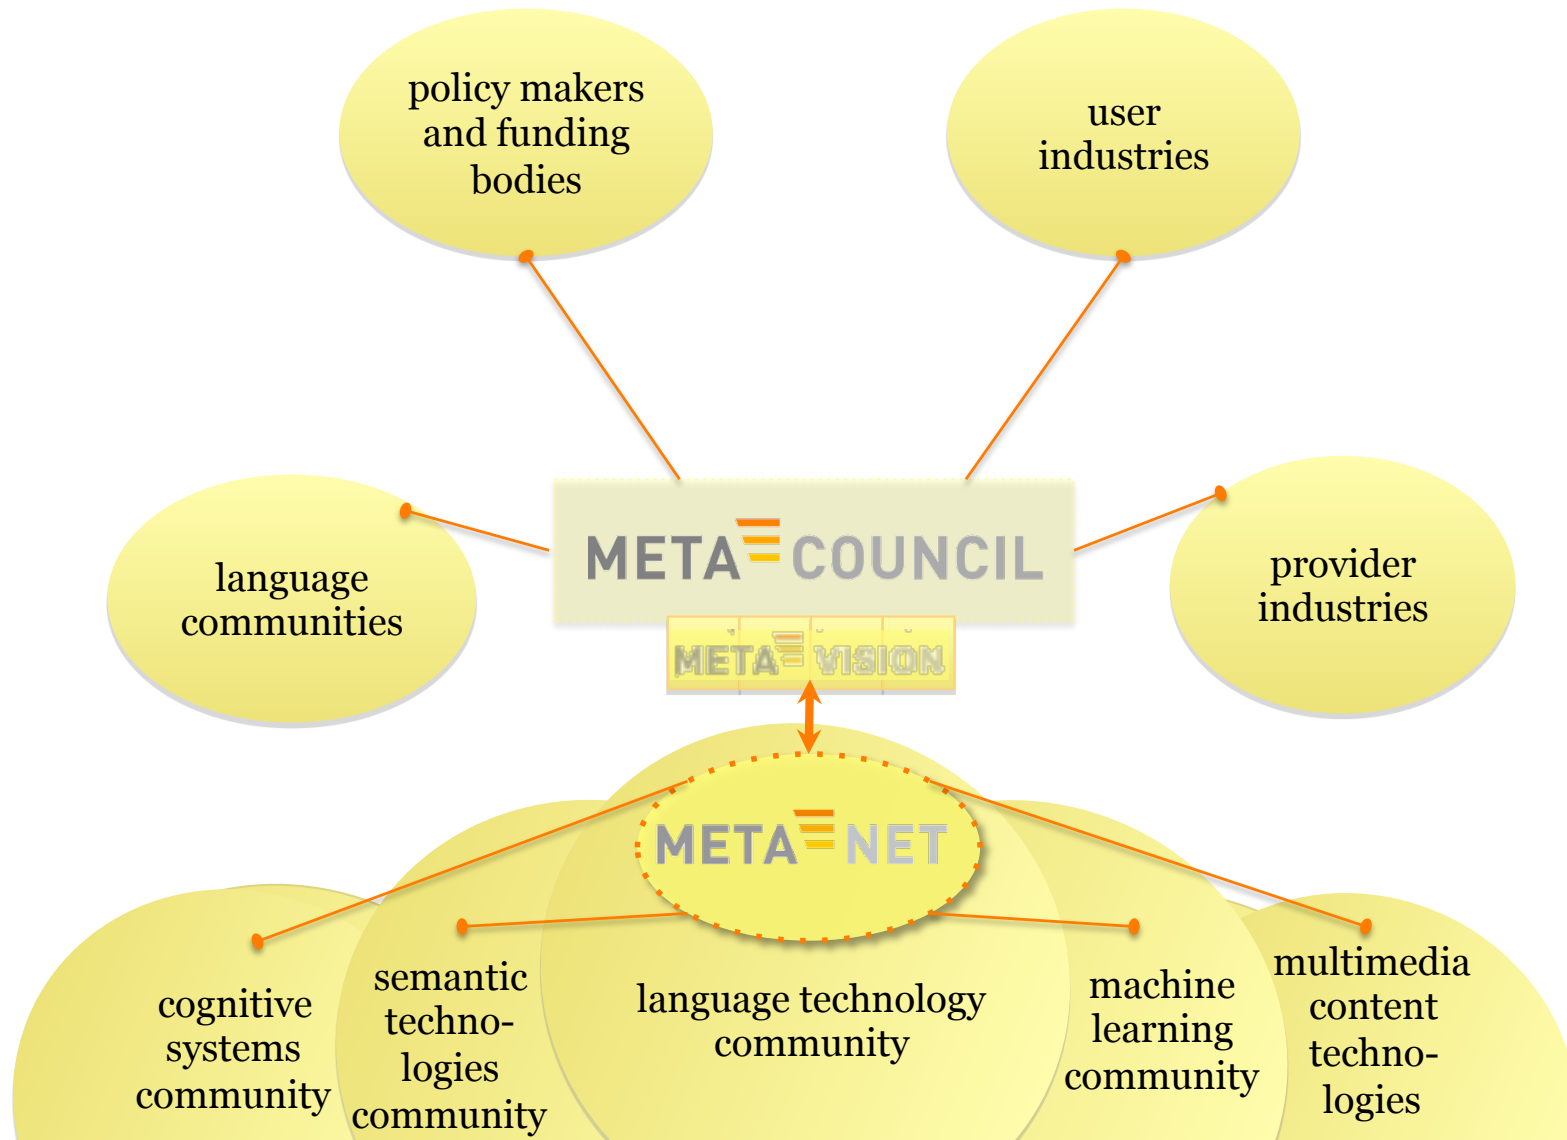 policy makers
and funding
bodies
user
industries
META COUNCIL
language
communities
provider
industries
META VISION
META NET
cognitive
systems
community
semantic
techno-
logies
community
language technology
community
machine
learning
community
multimedia
content
techno-
logies